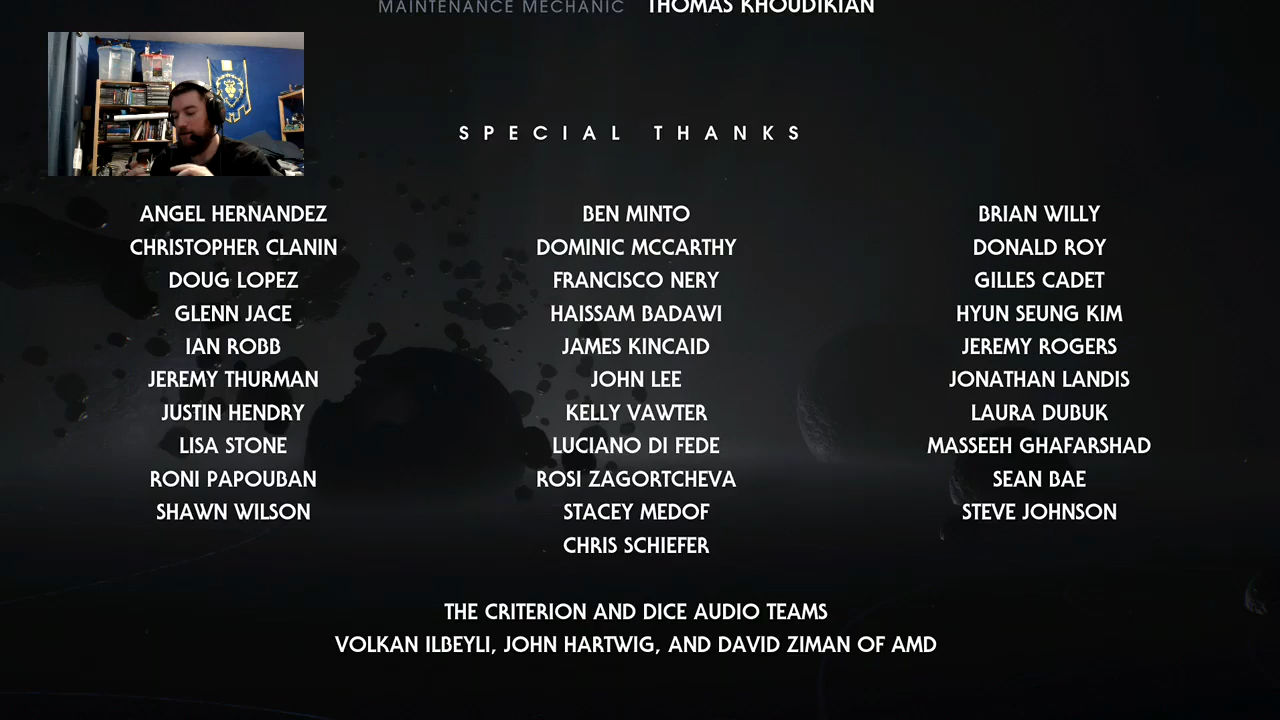 MAINTENANCE MECHANIC THOMAS KHOUDIKIAN
SPECIAL THANKS
ANGEL HERNANDEZ BEN MINTO BRIAN WILLY
CHRISTOPHER CLANIN DOMINIC MCCARTHY DONALD ROY
DOUG LOPEZ FRANCISCO NERY GILLES CADET
GLENN JACE HAISSAM BADAWI HYUN SEUNG KIM
IAN ROBB JAMES KINCAID JEREMY ROGERS
JEREMY THURMAN JOHN LEE JONATHAN LANDIS
JUSTIN HENDRY KELLY VAWTER LAURA DUBUK
LISA STONE LUCIANO DI FEDE MASSEEH GHAFARSHAD
RONI PAPOUBAN ROSI ZAGORTCHEVA SEAN BAE
SHAWN WILSON STACEY MEDOF STEVE JOHNSON
CHRIS SCHIEFER
THE CRITERION AND DICE AUDIO TEAMS
VOLKAN ILBEYLI, JOHN HARTWIG, AND DAVID ZIMAN OF AMD